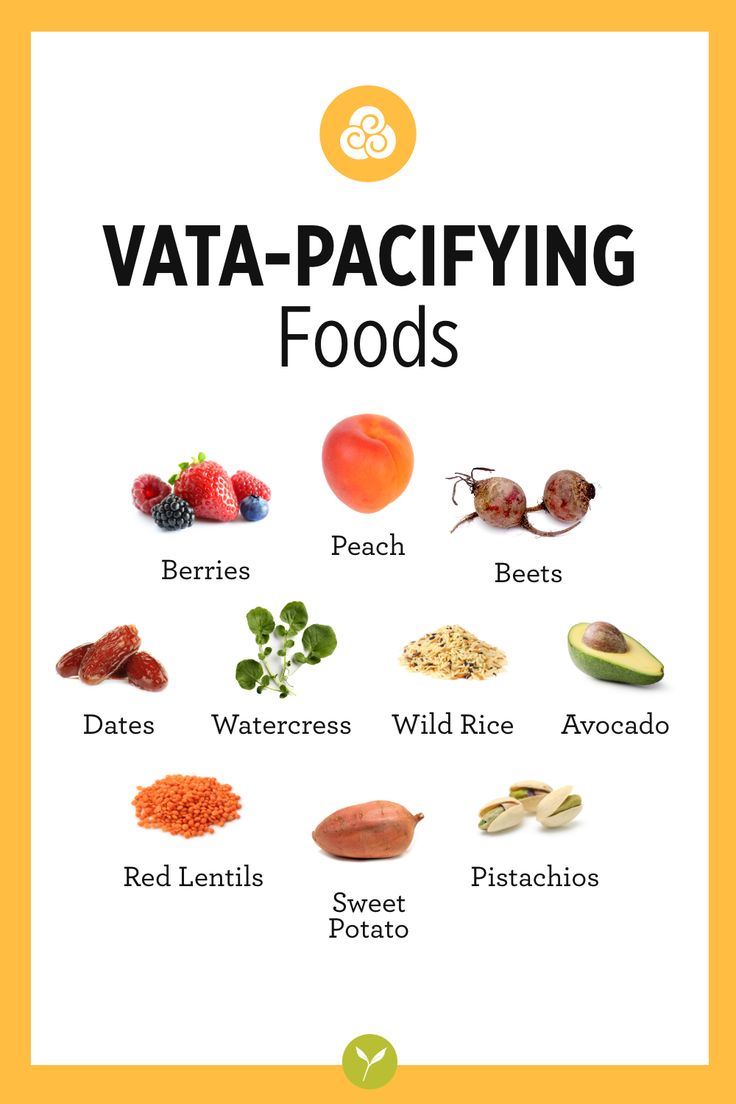 VATA-PACIFYING
Foods
Berries
Peach
Beets
Dates
Watercress
Wild Rice
Avocado
Red Lentils
Sweet
Potato
Pistachios